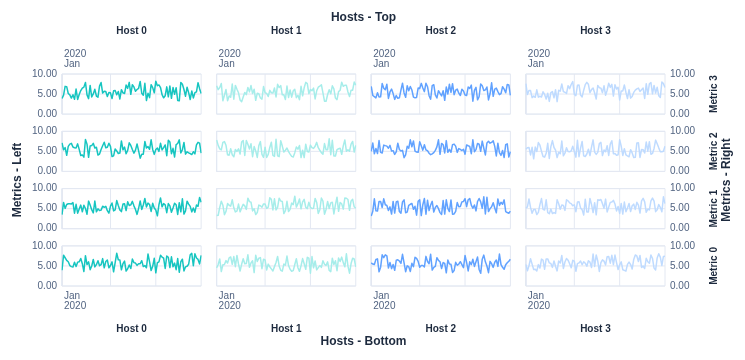 Hosts - Top
Host 0 Host 1 Host 2 Host 3
2020 2020 2020 2020
Jan Jan Jan Jan
10.00 10.00
5.00 5.00
0.00 0.00
Metric 3
10.00 10.00
5.00 5.00
0.00 0.00
Metric 2
Metrics - Left
Metrics - Right
10.00 10.00
5.00 5.00
0.00 0.00
Metric 1
10.00 10.00
5.00 5.00
0.00 0.00
Metric 0
Jan Jan Jan Jan
2020 2020 2020 2020
Host 0 Host 1 Host 2 Host 3
Hosts - Bottom